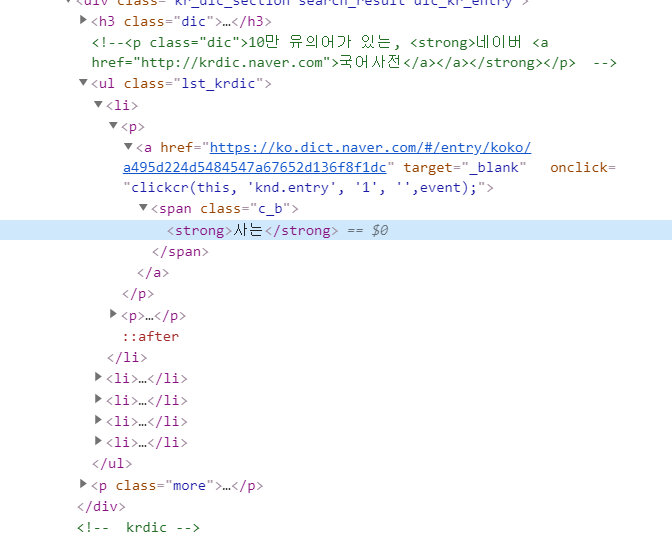 <div class="kr_dic_section search_result dic_kr_entry">
<h3 class="dic">…</h3>
<!--<p class="dic">10만 유의어가 있는, <strong>네이버 <a
href="http://krdic.naver.com">국어사전</a></a></strong></p>  -->
<ul class="lst_krdic">
<li>
<p>
<a href="https://ko.dict.naver.com/#/entry/koko/
a495d224d5484547a67652d136f8f1dc" target="_blank"  onclick=
"clickcr(this, 'knd.entry', '1', '',event);">
<span class="c_b">
<strong>사는</strong> == $0
</span>
</a>
</p>
<p>…</p>
::after
</li>
<li>…</li>
<li>…</li>
<li>…</li>
<li>…</li>
</ul>
<p class="more">…</p>
</div>
<!--  krdic -->